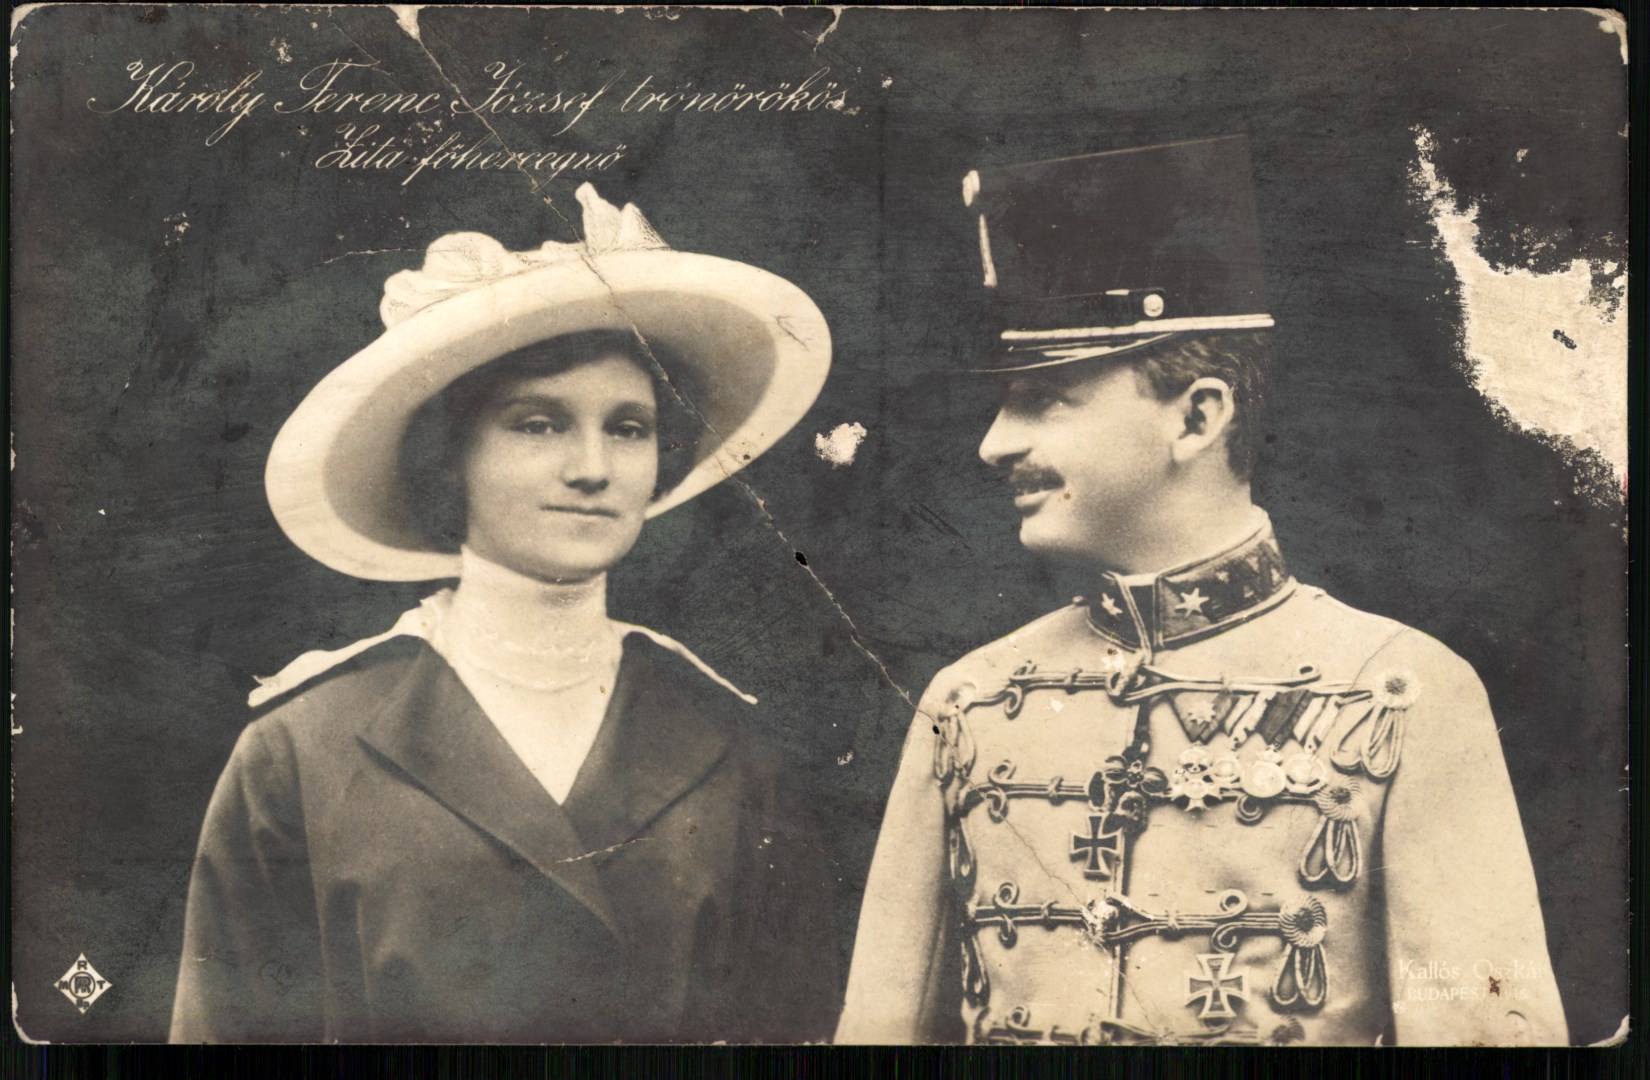 Károly Ferenc József trónörökös
Zita főhercegnő
R
M T
Kallós Oszkár
BUDAPEST